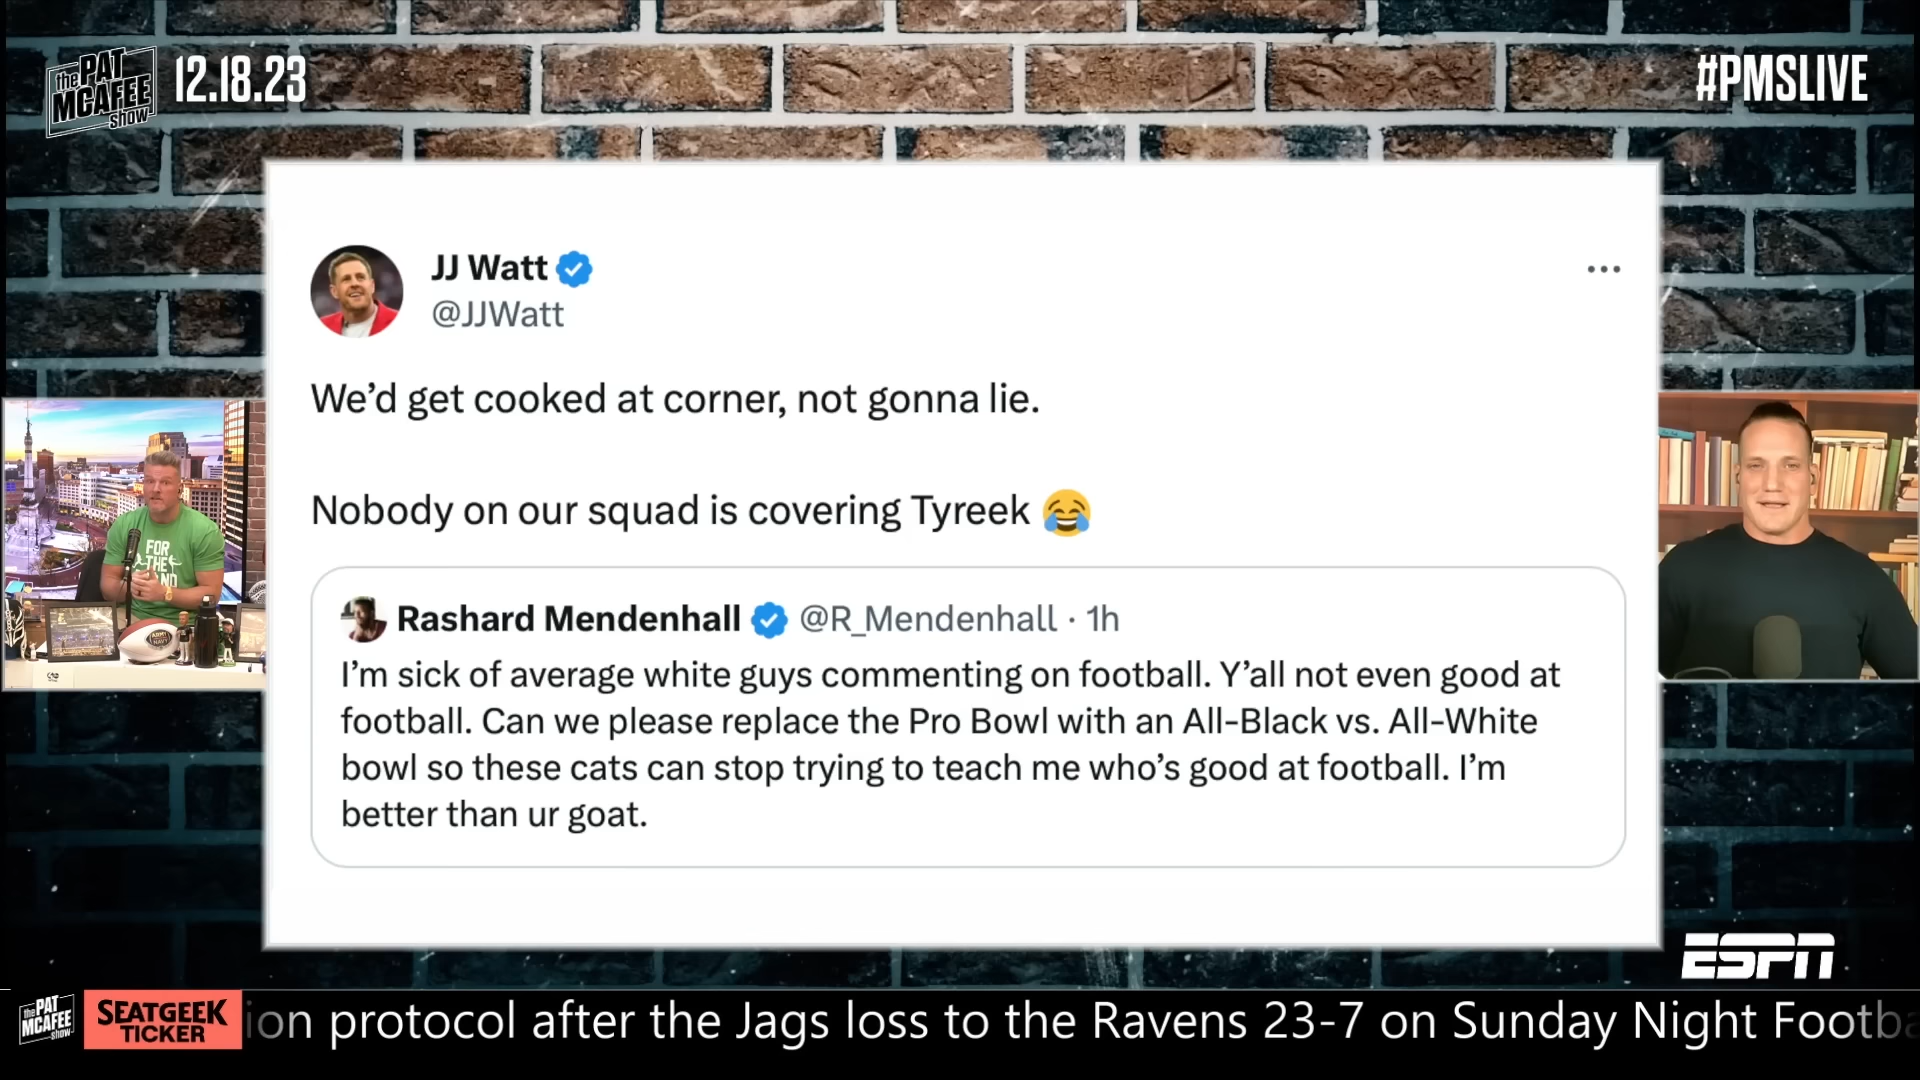 the PAT MCAFEE show
12.18.23
#PMSLIVE
JJ Watt
@JJWatt
We’d get cooked at corner, not gonna lie.
Nobody on our squad is covering Tyreek 😂
Rashard Mendenhall @R_Mendenhall · 1h
I’m sick of average white guys commenting on football. Y’all not even good at
football. Can we please replace the Pro Bowl with an All-Black vs. All-White
bowl so these cats can stop trying to teach me who’s good at football. I’m
better than ur goat.
FOR
THE
ARMY
NAVY
ESPN
the PAT MCAFEE show
SEATGEEK
TICKER
ion protocol after the Jags loss to the Ravens 23-7 on Sunday Night Footba